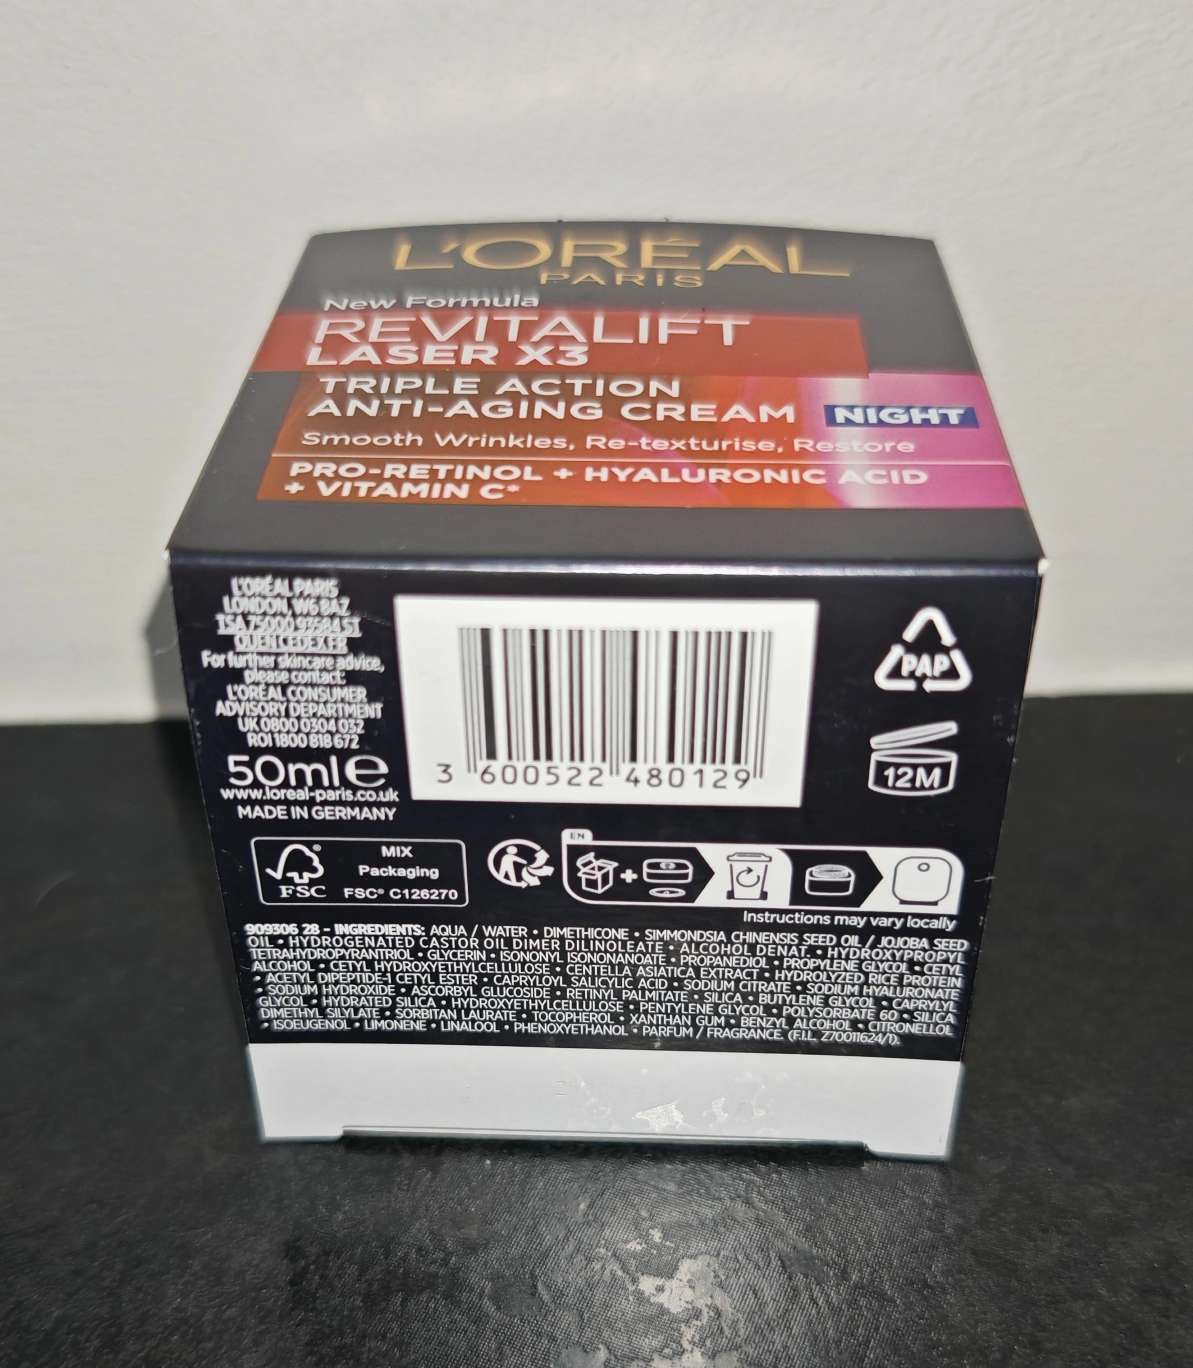 L'ORÉAL
PARIS
New Formula
REVITALIFT
LASER X3
TRIPLE ACTION
ANTI-AGING CREAM NIGHT
Smooth Wrinkles, Re-texturise, Restore
PRO-RETINOL + HYALURONIC ACID
+ VITAMIN C*
L'ORÉAL PARIS
LONDON, W6 8AZ
TSA 75000 93584 ST
OUEN CEDEX FR
For further skincare advice,
please contact:
L'ORÉAL CONSUMER
ADVISORY DEPARTMENT
UK 0800 0304 032
ROI 1800 818 672
50ml e
www.loreal-paris.co.uk
MADE IN GERMANY
3 600522 480129
PAP
12M
FSC
MIX
Packaging
FSC® C126270
EN
Instructions may vary locally
909306 28 - INGREDIENTS: AQUA / WATER • DIMETHICONE • SIMMONDSIA CHINENSIS SEED OIL / JOJOBA SEED
OIL • HYDROGENATED CASTOR OIL DIMER DILINOLEATE • ALCOHOL DENAT. • HYDROXYPROPYL
TETRAHYDROPYRANTRIOL • GLYCERIN • ISONONYL ISONONANOATE • PROPANEDIOL • PROPYLENE GLYCOL • CETYL
ALCOHOL • CETYL HYDROXYETHYLCELLULOSE • CENTELLA ASIATICA EXTRACT • HYDROLYZED RICE PROTEIN
• ACETYL DIPEPTIDE-1 CETYL ESTER • CAPRYLOYL SALICYLIC ACID • SODIUM CITRATE • SODIUM HYALURONATE
• SODIUM HYDROXIDE • ASCORBYL GLUCOSIDE • RETINYL PALMITATE • SILICA • BUTYLENE GLYCOL • CAPRYLYL
GLYCOL • HYDRATED SILICA • HYDROXYETHYLCELLULOSE • PENTYLENE GLYCOL • POLYSORBATE 60 • SILICA
DIMETHYL SILYLATE • SORBITAN LAURATE • TOCOPHEROL • XANTHAN GUM • BENZYL ALCOHOL • CITRONELLOL
• ISOEUGENOL • LIMONENE • LINALOOL • PHENOXYETHANOL • PARFUM / FRAGRANCE. (F.I.L. Z70011624/1).